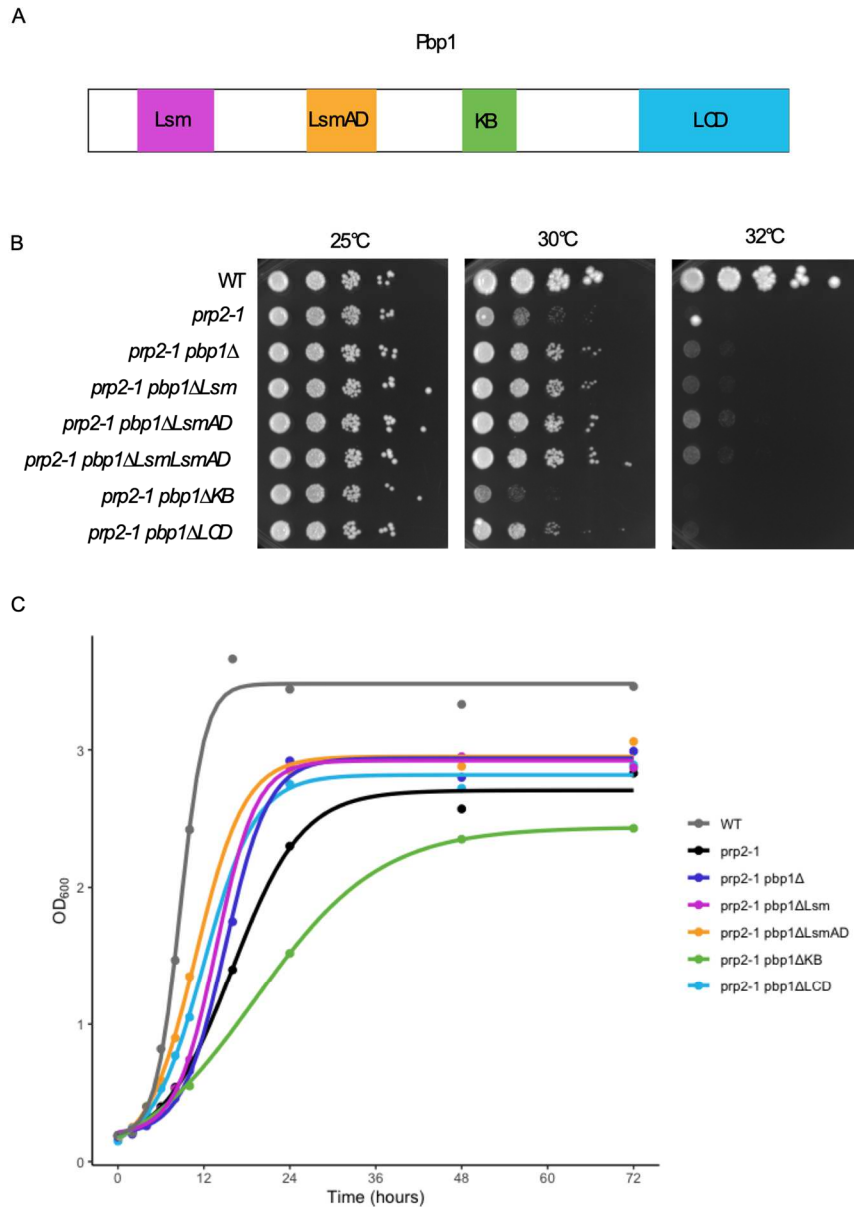 A
Pbp1
Lsm
LsmAD
KB
LCD
B
25°C
30°C
32°C
WT
prp2-1
prp2-1 pbp1Δ
prp2-1 pbp1ΔLsm
prp2-1 pbp1ΔLsmAD
prp2-1 pbp1ΔLsmLsmAD
prp2-1 pbp1ΔKB
prp2-1 pbp1ΔLCD
C
OD600
3
2
1
0
0
12
24
36
48
60
72
Time (hours)
WT
prp2-1
prp2-1 pbp1Δ
prp2-1 pbp1ΔLsm
prp2-1 pbp1ΔLsmAD
prp2-1 pbp1ΔKB
prp2-1 pbp1ΔLCD